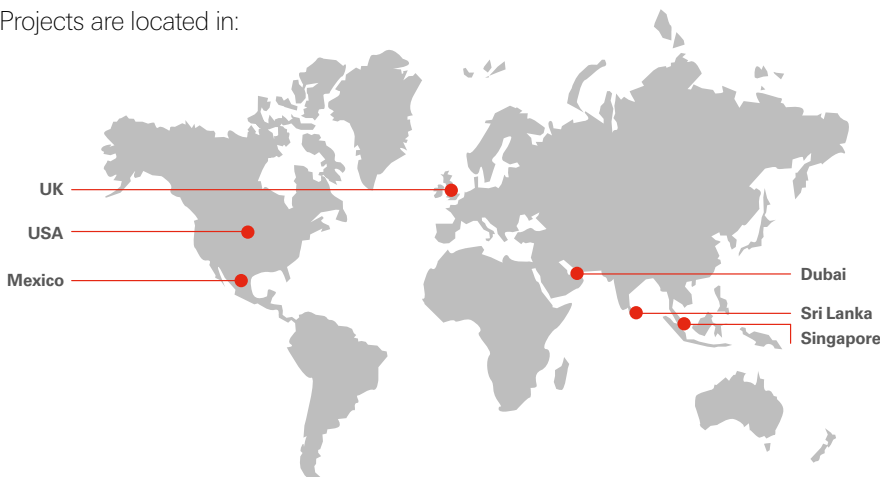 Projects are located in:
UK
USA
Mexico
Dubai
Sri Lanka
Singapore